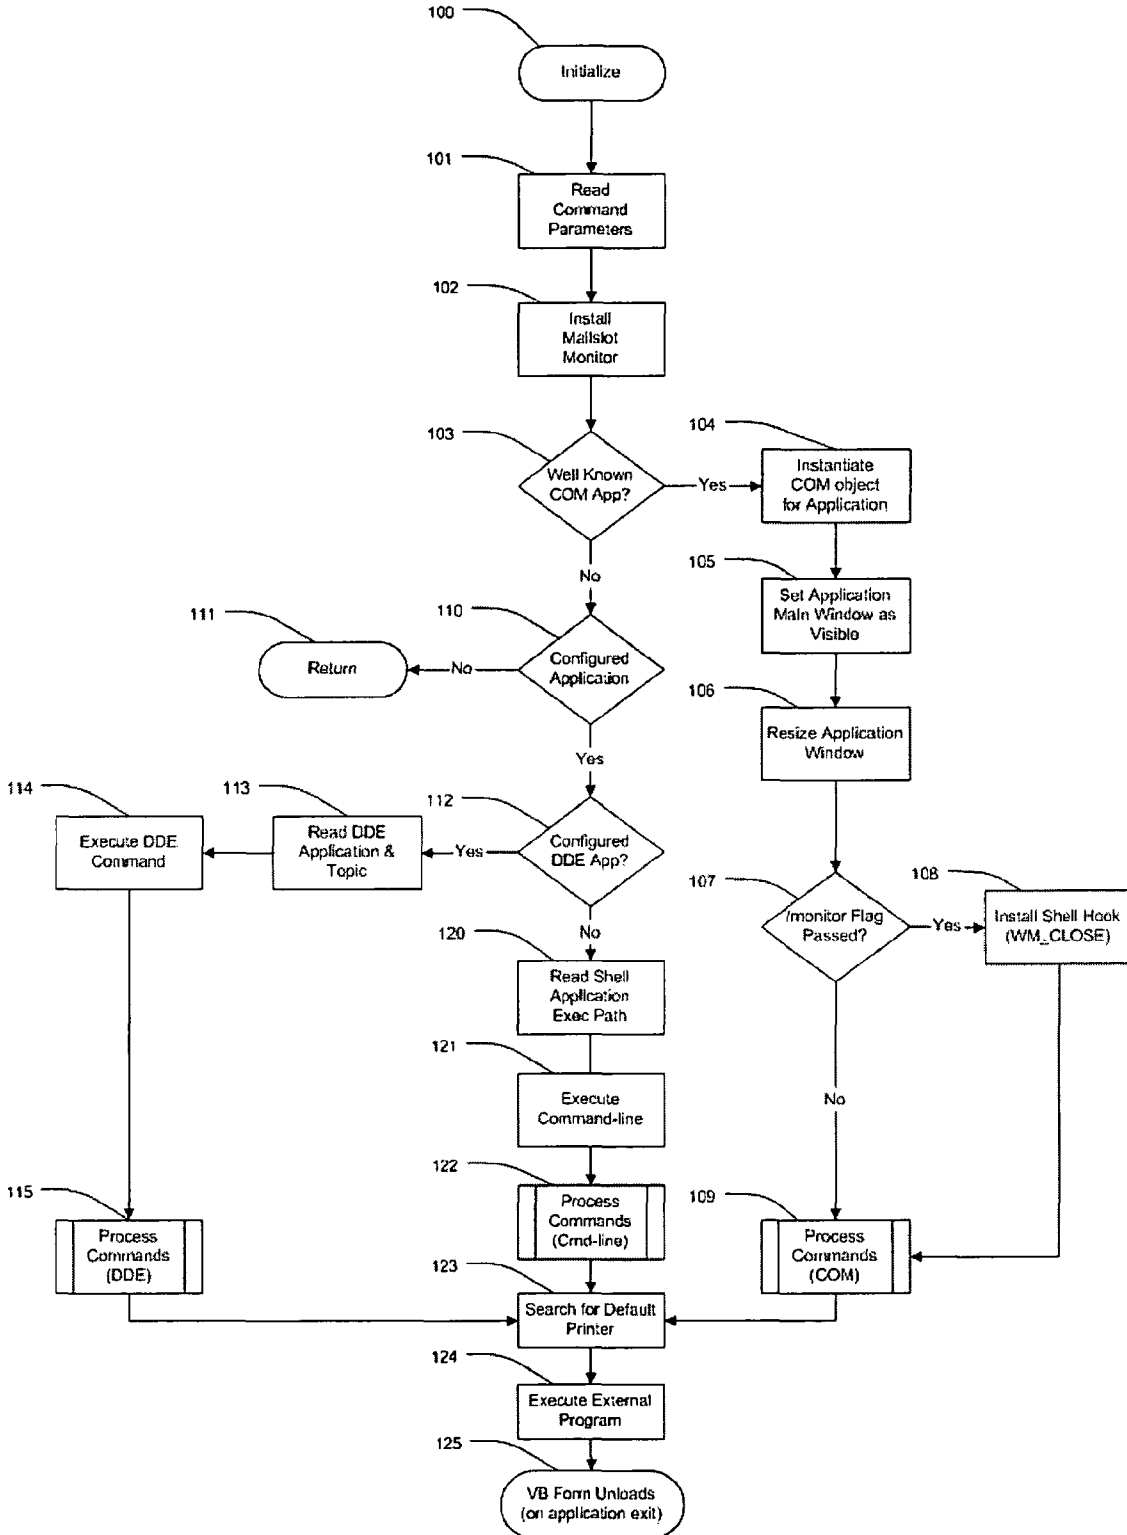 100
Initialize
101
Read
Command
Parameters
102
Install
Mailslot
Monitor
103
Well Known
COM App?
Yes
104
Instantiate
COM object
for Application
No
105
Set Application
Main Window as
Visible
110
Configured
Application
No
111
Return
106
Resize Application
Window
Yes
112
Configured
DDE App?
Yes
113
Read DDE
Application &
Topic
114
Execute DDE
Command
107
/monitor Flag
Passed?
Yes
108
Install Shell Hook
(WM_CLOSE)
No
120
Read Shell
Application
Exec Path
121
Execute
Command-line
No
122
Process
Commands
(Cmd-line)
115
Process
Commands
(DDE)
109
Process
Commands
(COM)
123
Search for Default
Printer
124
Execute External
Program
125
VB Form Unloads
(on application exit)